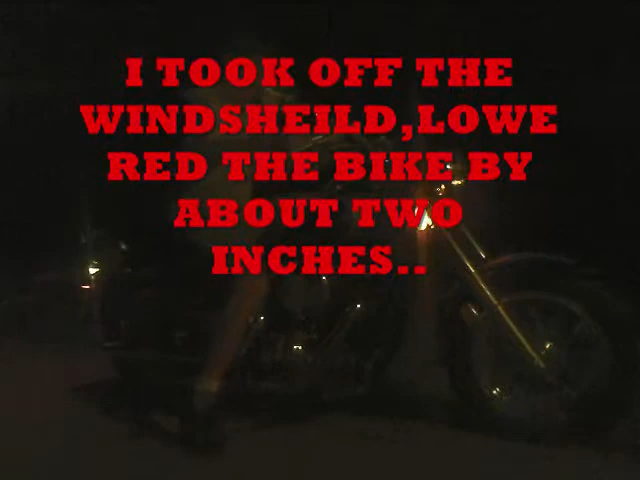 I TOOK OFF THE
WINDSHEILD,LOWE
RED THE BIKE BY
ABOUT TWO
INCHES..